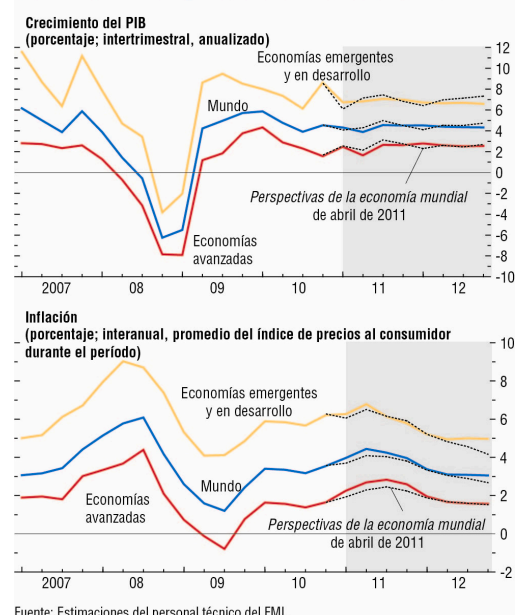 Crecimiento del PIB
(porcentaje; intertrimestral, anualizado)
Economías emergentes
y en desarrollo
Mundo
Perspectivas de la economía mundial
de abril de 2011
Economías
avanzadas
12
10
8
6
4
2
0
-2
-4
-6
-8
-10
2007 08 09 10 11 12
Inflación
(porcentaje; interanual, promedio del índice de precios al consumidor
durante el período)
Economías emergentes
y en desarrollo
Mundo
Economías
avanzadas
Perspectivas de la economía mundial
de abril de 2011
10
8
6
4
2
0
-2
2007 08 09 10 11 12
Fuente: Estimaciones del personal técnico del FMI.